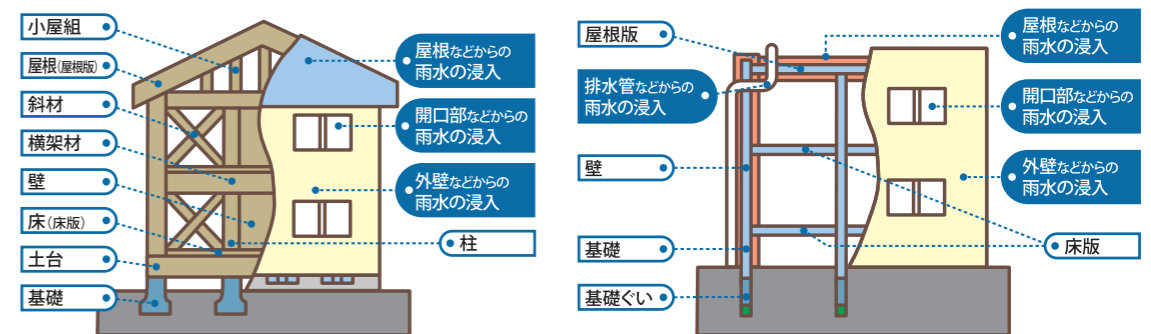 小屋組
屋根(屋根版)
斜材
横架材
壁
床(床版)
土台
基礎
屋根などからの
雨水の浸入
開口部などからの
雨水の浸入
外壁などからの
雨水の浸入
柱
屋根版
排水管などからの
雨水の浸入
壁
基礎
基礎ぐい
屋根などからの
雨水の浸入
開口部などからの
雨水の浸入
外壁などからの
雨水の浸入
床版